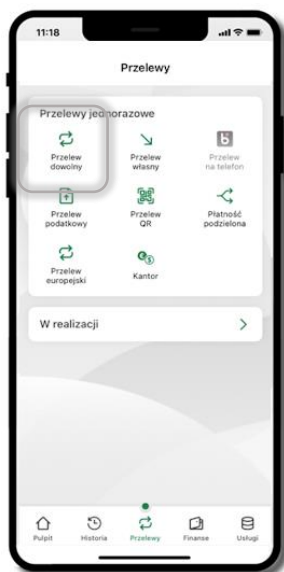 11:18
Przelewy
Przelewy jednorazowe
Przelew
dowolny
Przelew
własny
Przelew
na telefon
Przelew
podatkowy
Przelew
QR
Płatność
podzielona
Przelew
europejski
Kantor
W realizacji
Pulpit
Historia
Przelewy
Finanse
Usługi